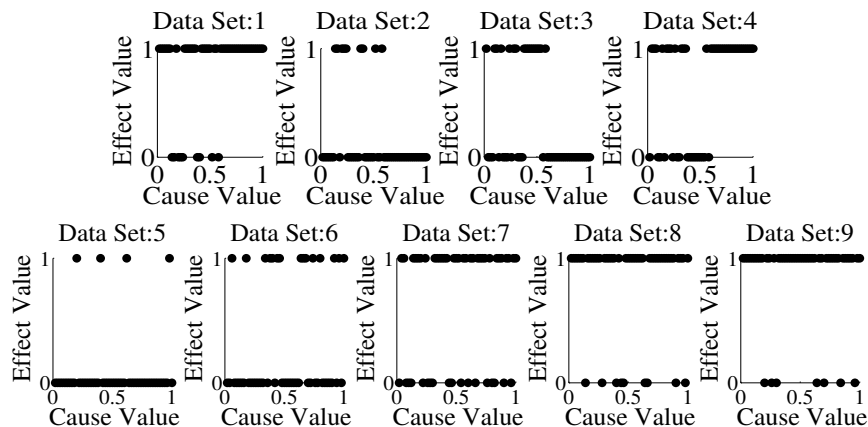 Data Set:1 Data Set:2 Data Set:3 Data Set:4
1 1 1 1
Effect Value Effect Value Effect Value Effect Value
0 0 0 0
0 0.5 1 0 0.5 1 0 0.5 1 0 0.5 1
Cause Value Cause Value Cause Value Cause Value
Data Set:5 Data Set:6 Data Set:7 Data Set:8 Data Set:9
1 1 1 1 1
Effect Value Effect Value Effect Value Effect Value Effect Value
0 0 0 0 0
0 0.5 1 0 0.5 1 0 0.5 1 0 0.5 1 0 0.5 1
Cause Value Cause Value Cause Value Cause Value Cause Value